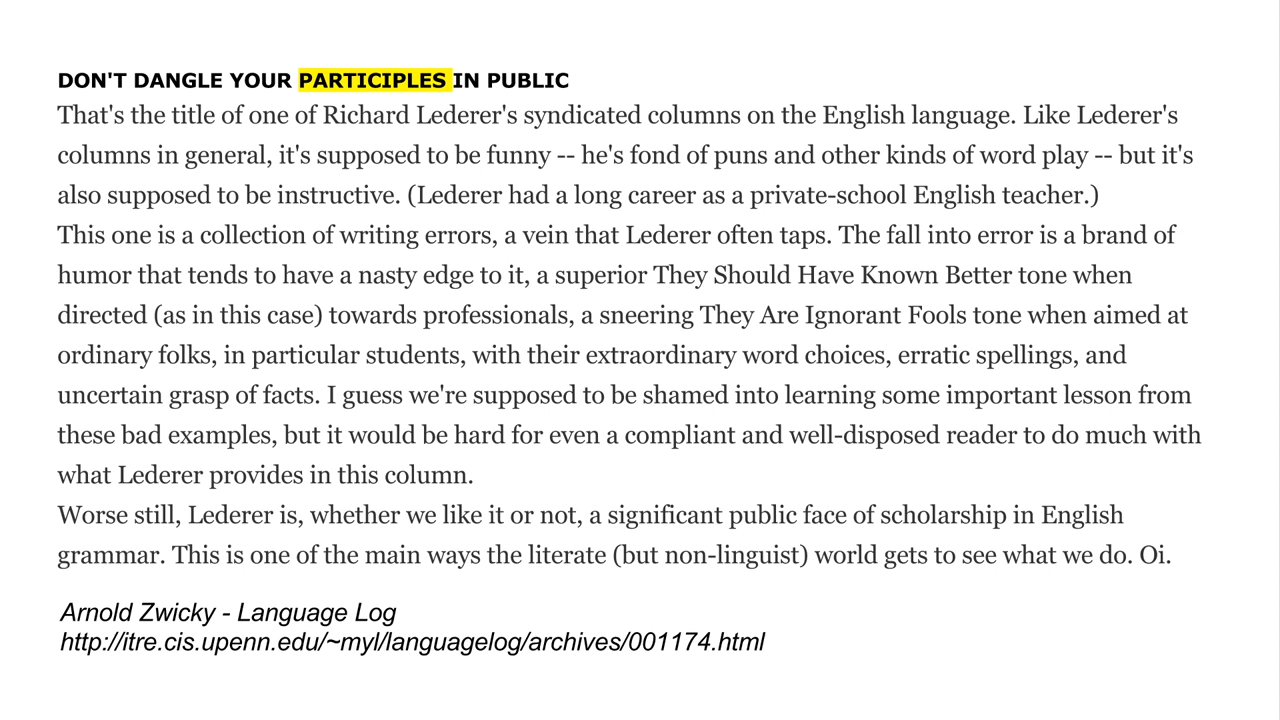 DON'T DANGLE YOUR PARTICIPLES IN PUBLIC
That's the title of one of Richard Lederer's syndicated columns on the English language. Like Lederer's
columns in general, it's supposed to be funny -- he's fond of puns and other kinds of word play -- but it's
also supposed to be instructive. (Lederer had a long career as a private-school English teacher.)
This one is a collection of writing errors, a vein that Lederer often taps. The fall into error is a brand of
humor that tends to have a nasty edge to it, a superior They Should Have Known Better tone when
directed (as in this case) towards professionals, a sneering They Are Ignorant Fools tone when aimed at
ordinary folks, in particular students, with their extraordinary word choices, erratic spellings, and
uncertain grasp of facts. I guess we're supposed to be shamed into learning some important lesson from
these bad examples, but it would be hard for even a compliant and well-disposed reader to do much with
what Lederer provides in this column.
Worse still, Lederer is, whether we like it or not, a significant public face of scholarship in English
grammar. This is one of the main ways the literate (but non-linguist) world gets to see what we do. Oi.
Arnold Zwicky - Language Log
http://itre.cis.upenn.edu/~myl/languagelog/archives/001174.html